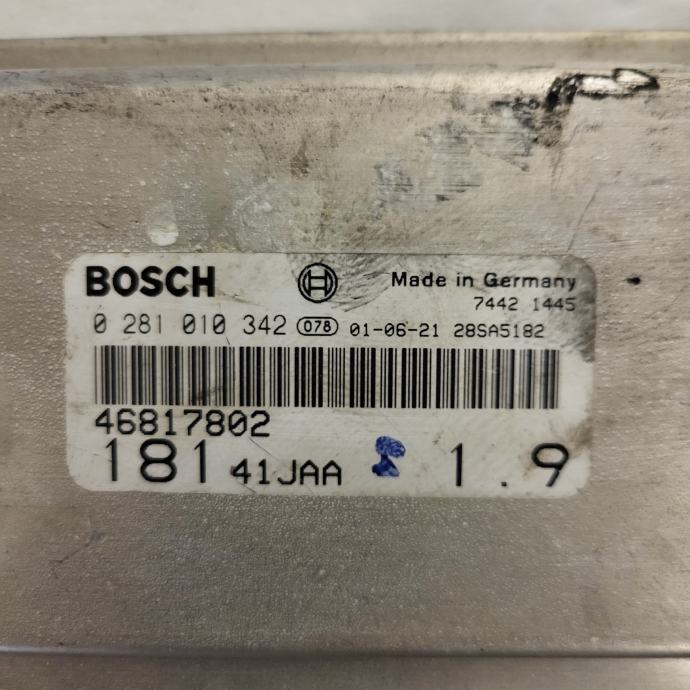 BOSCH Made in Germany
7442 1445
0 281 010 342 078 01-06-21 28SA5182
46817802
181 41JAA 1.9